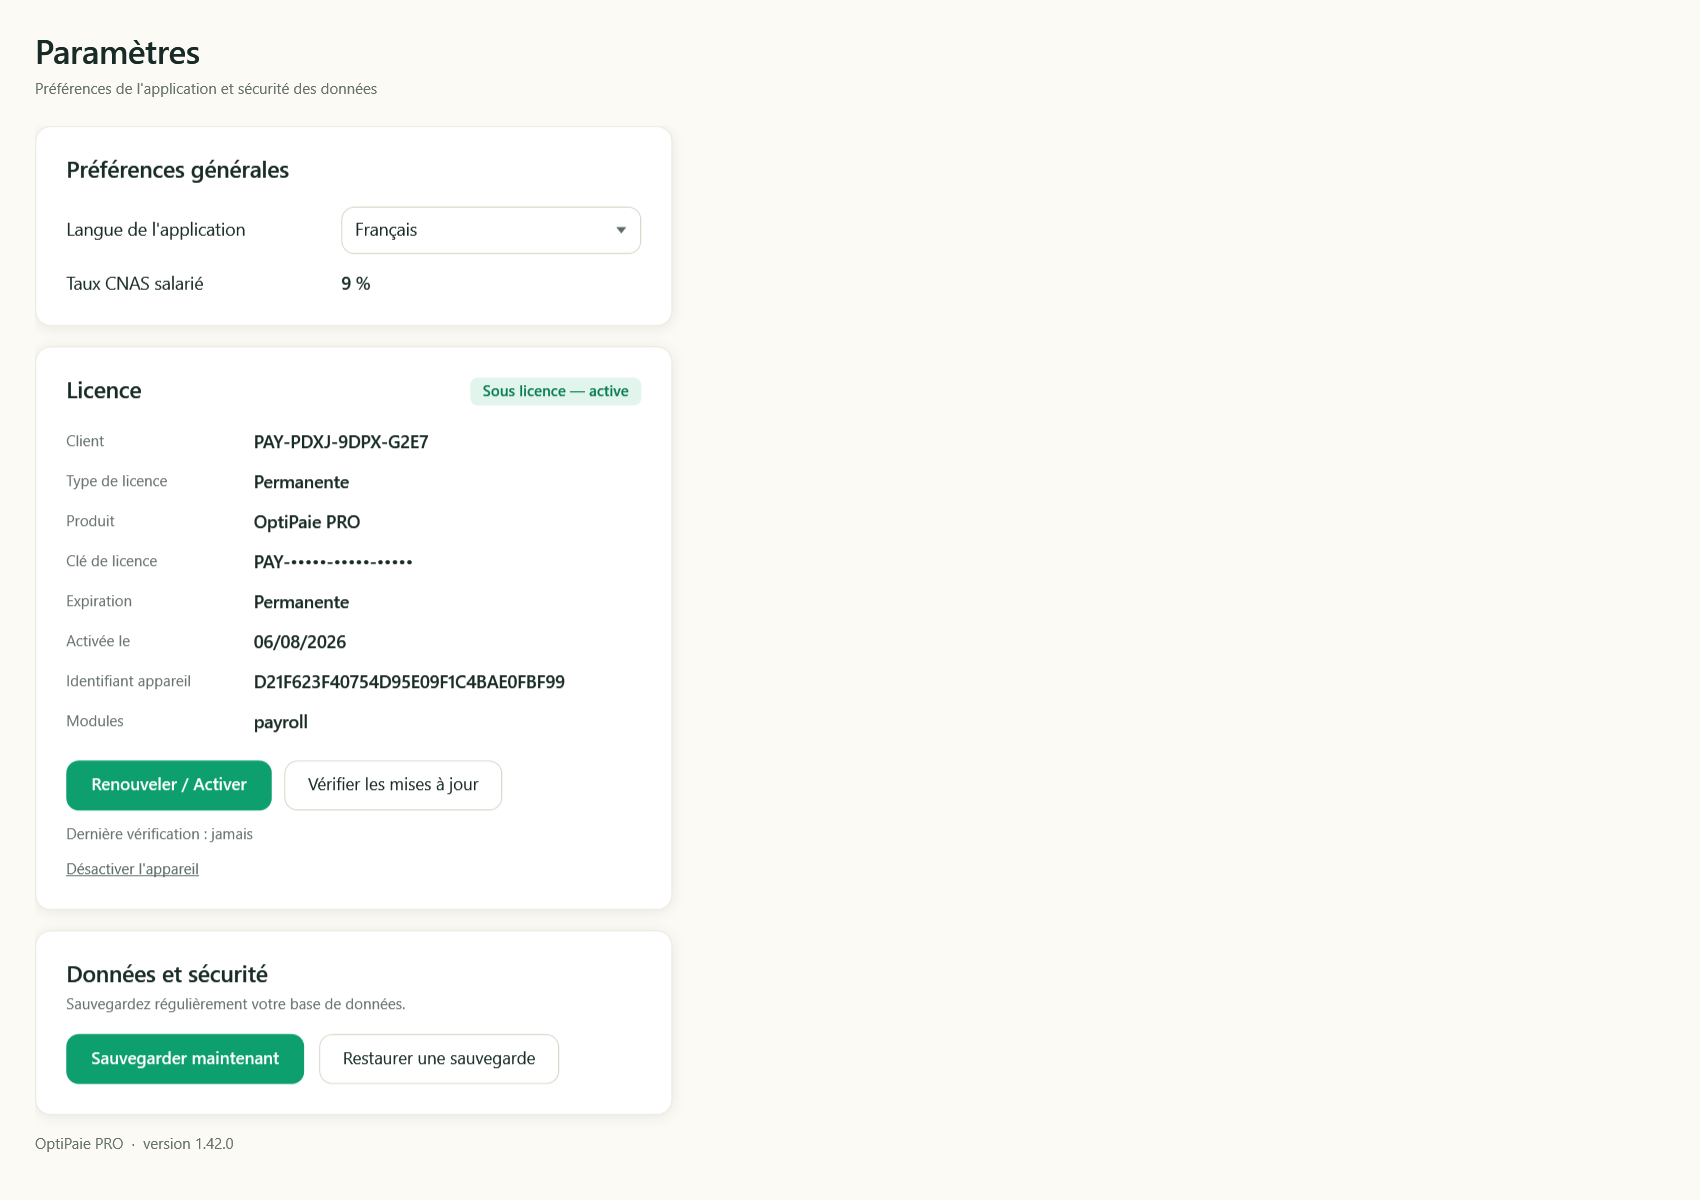 Paramètres
Préférences de l'application et sécurité des données
Préférences générales
Langue de l'application
Français
Taux CNAS salarié
9 %
Licence
Sous licence — active
Client
PAY-PDXJ-9DPX-G2E7
Type de licence
Permanente
Produit
OptiPaie PRO
Clé de licence
PAY-•••••-•••••-•••••
Expiration
Permanente
Activée le
06/08/2026
Identifiant appareil
D21F623F40754D95E09F1C4BAE0FBF99
Modules
payroll
Renouveler / Activer
Vérifier les mises à jour
Dernière vérification : jamais
Désactiver l'appareil
Données et sécurité
Sauvegardez régulièrement votre base de données.
Sauvegarder maintenant
Restaurer une sauvegarde
OptiPaie PRO · version 1.42.0